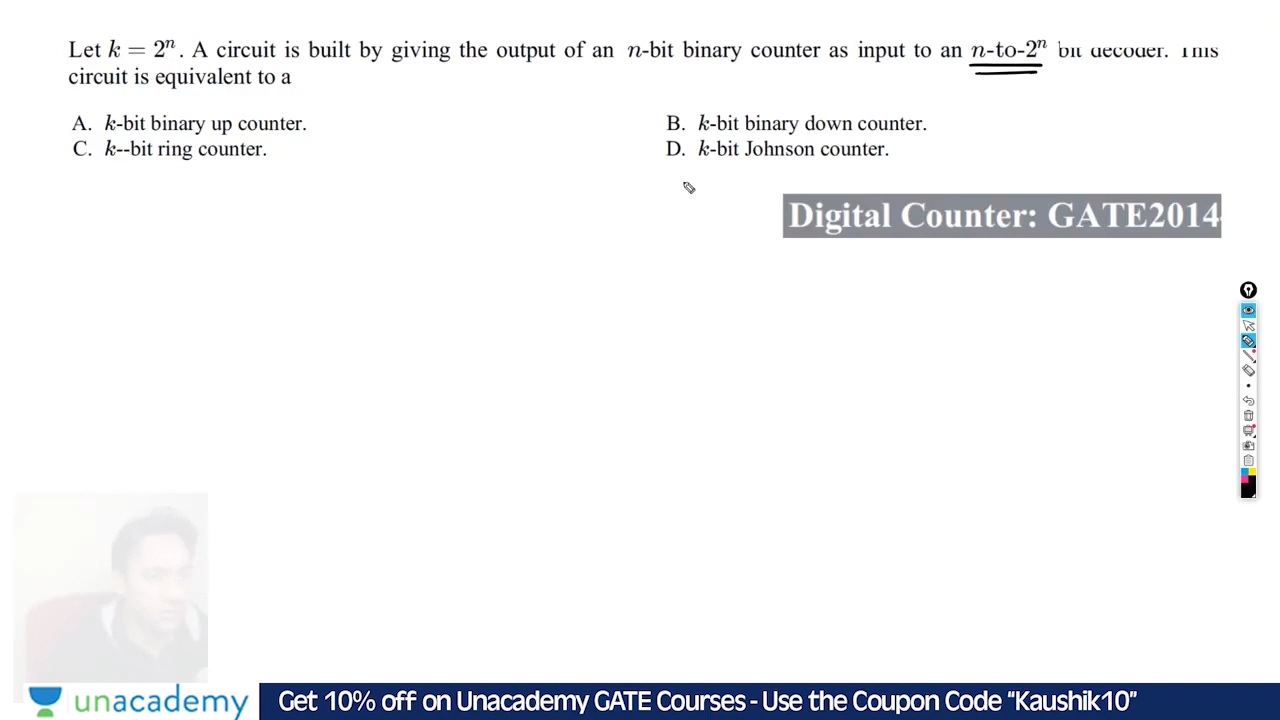 Let k = 2ⁿ. A circuit is built by giving the output of an n-bit binary counter as input to an n-to-2ⁿ bit decoder. This
circuit is equivalent to a
A. k-bit binary up counter. B. k-bit binary down counter.
C. k--bit ring counter. D. k-bit Johnson counter.
Digital Counter: GATE2014
unacademy
Get 10% off on Unacademy GATE Courses - Use the Coupon Code "Kaushik10"